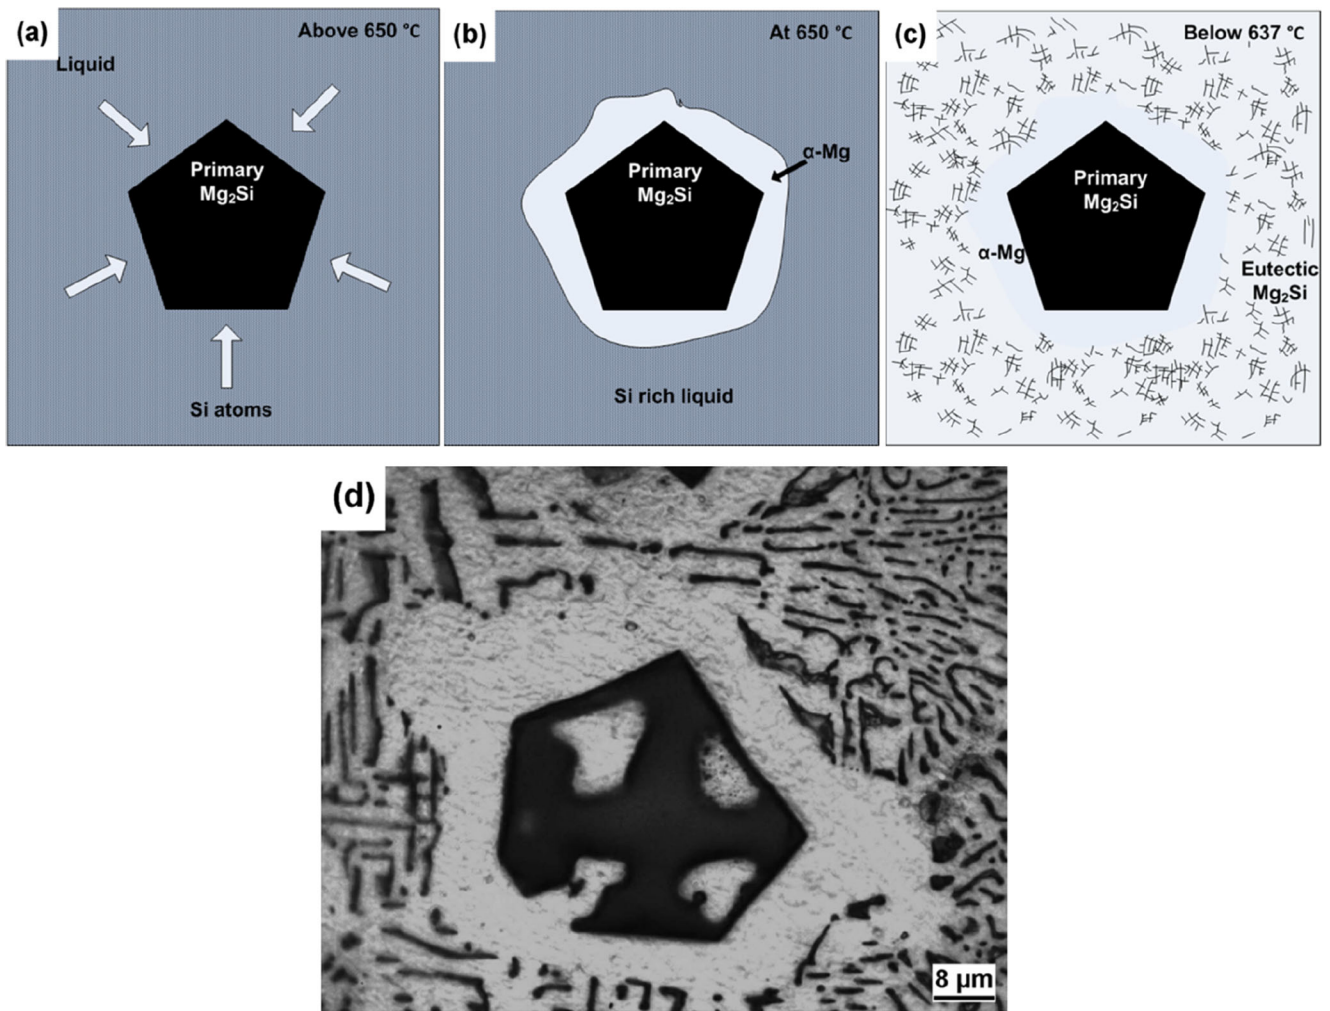 (a)
Above 650 °C
Liquid
Primary
Mg₂Si
Si atoms
(b)
At 650 °C
α-Mg
Primary
Mg₂Si
Si rich liquid
(c)
Below 637 °C
Primary
Mg₂Si
α-Mg
Eutectic
Mg₂Si
(d)
8 μm